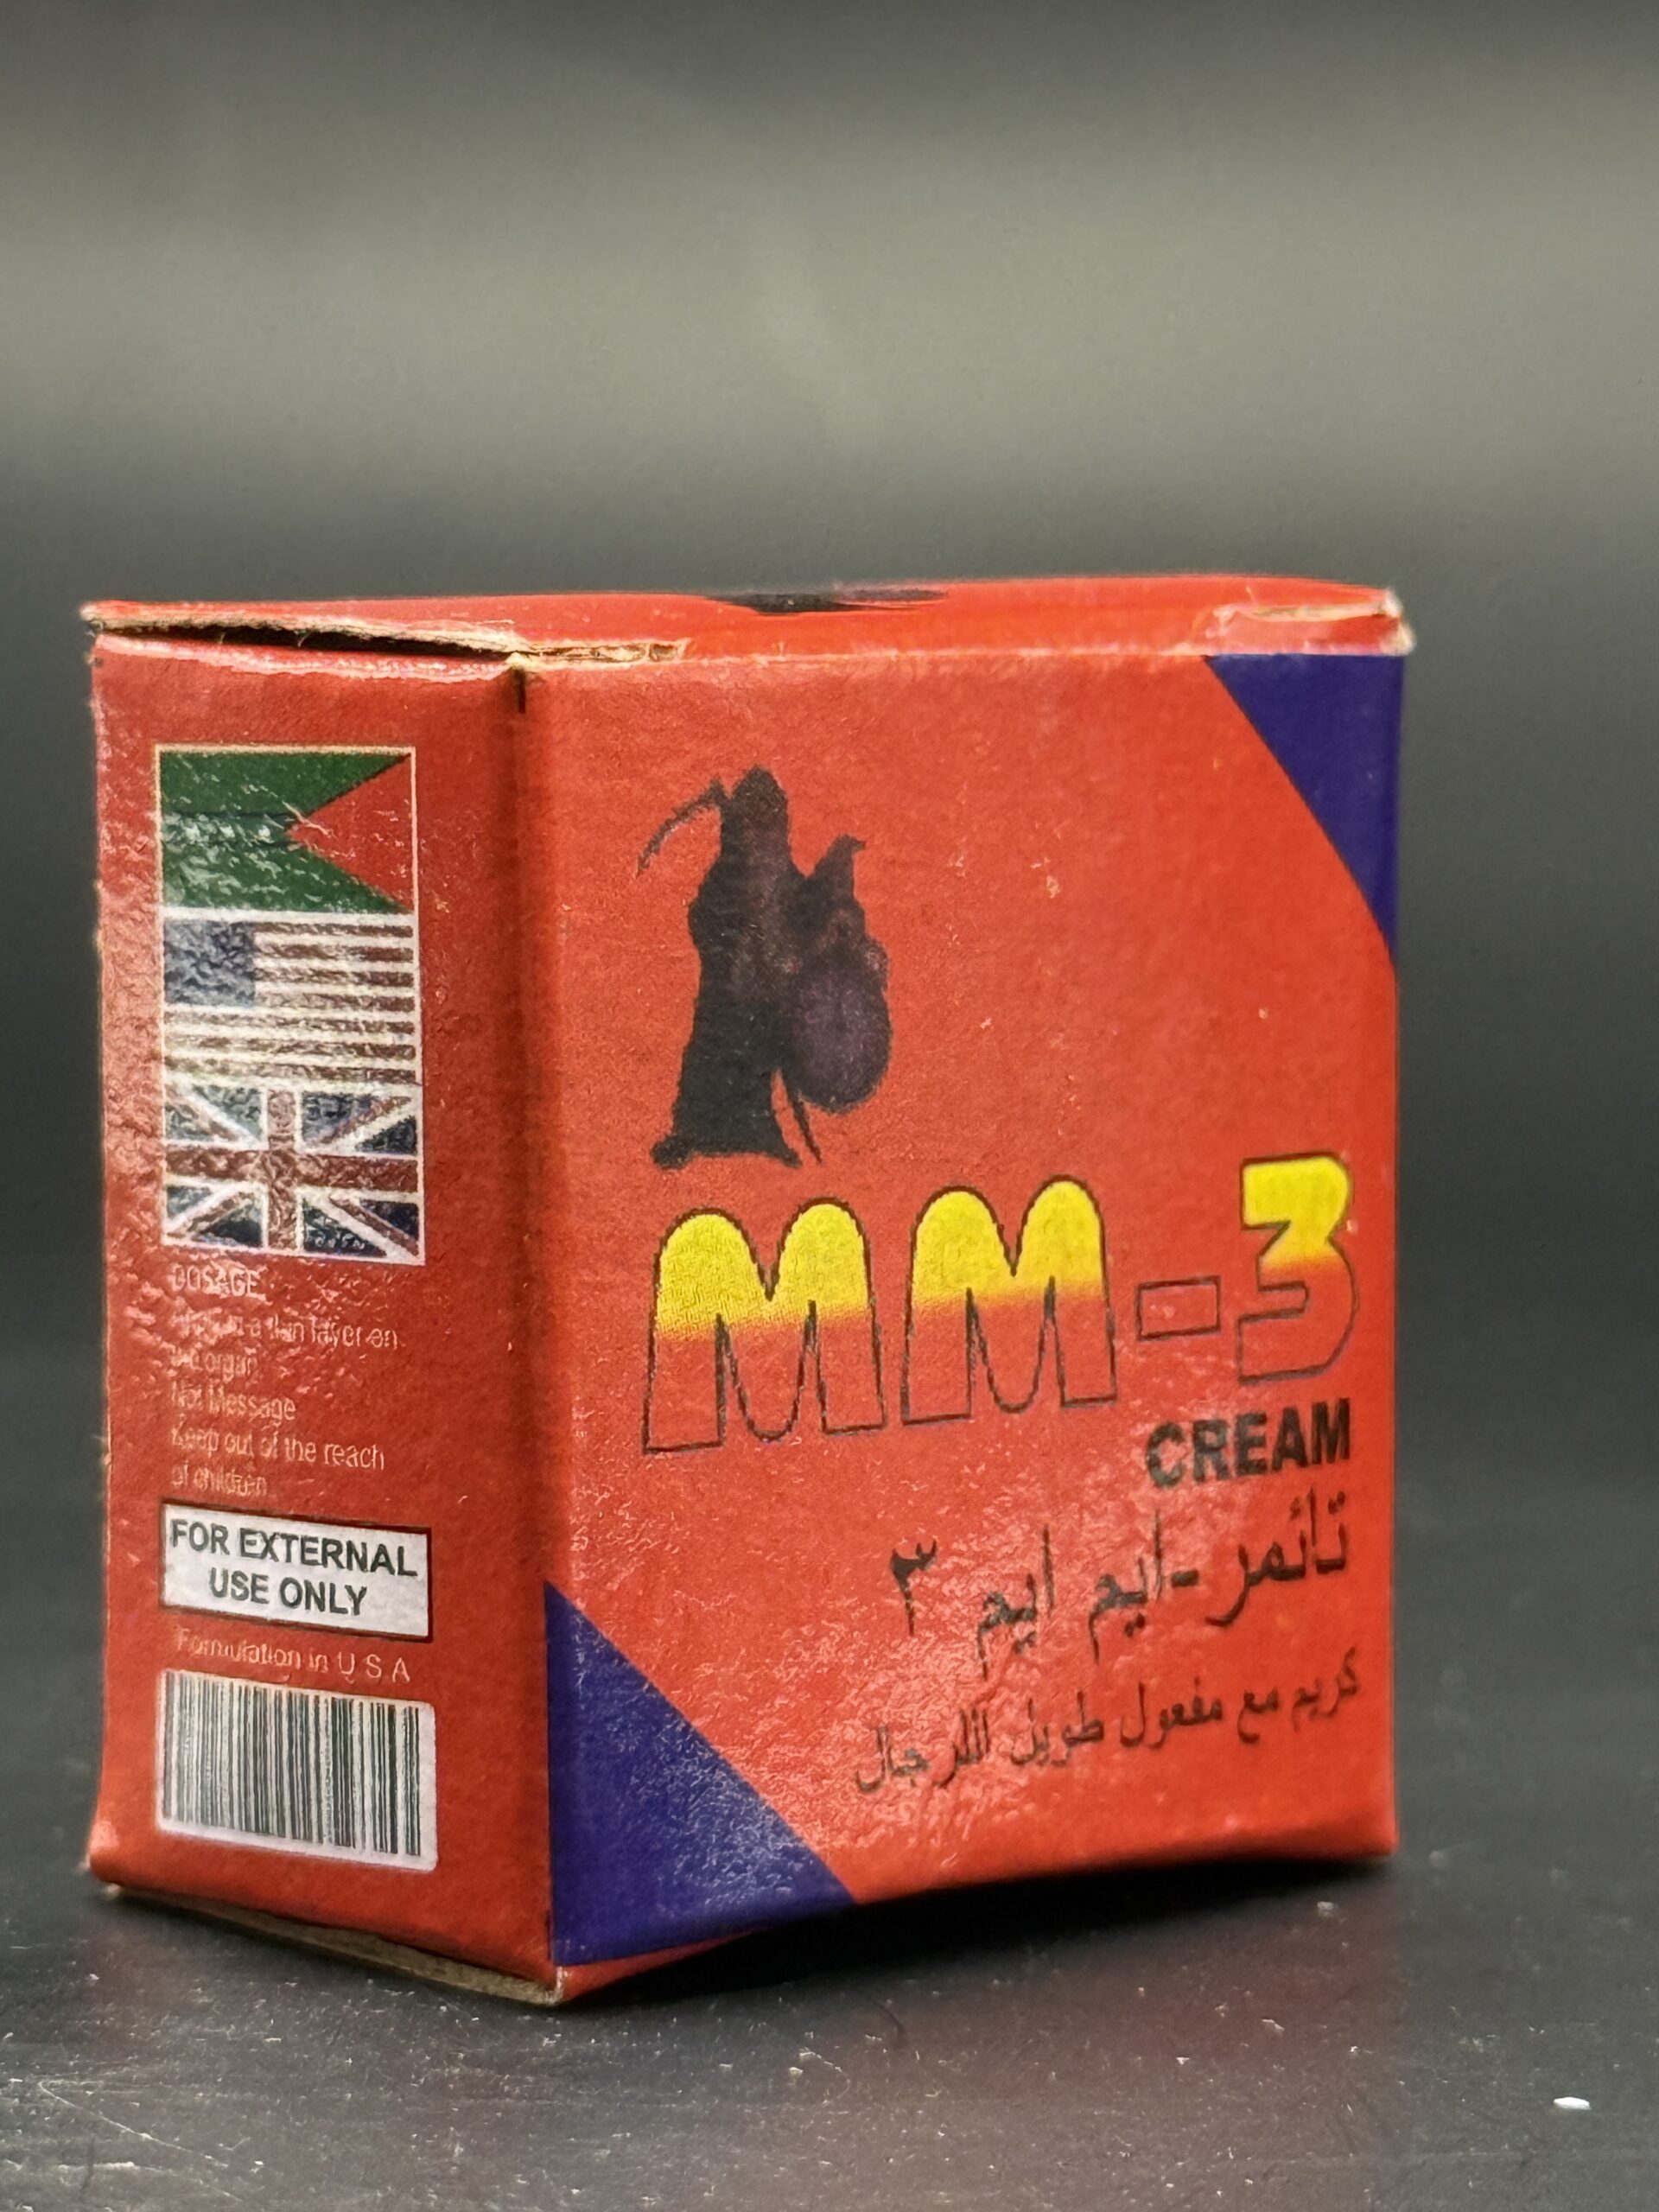 MM-3
CREAM
تائمر-ايم ايم ٣
كريم مع مفعول طويل للرجال
DOSAGE
a thin layer on
the organ
Not Message
Keep out of the reach
of children
FOR EXTERNAL
USE ONLY
Formulation in U.S.A